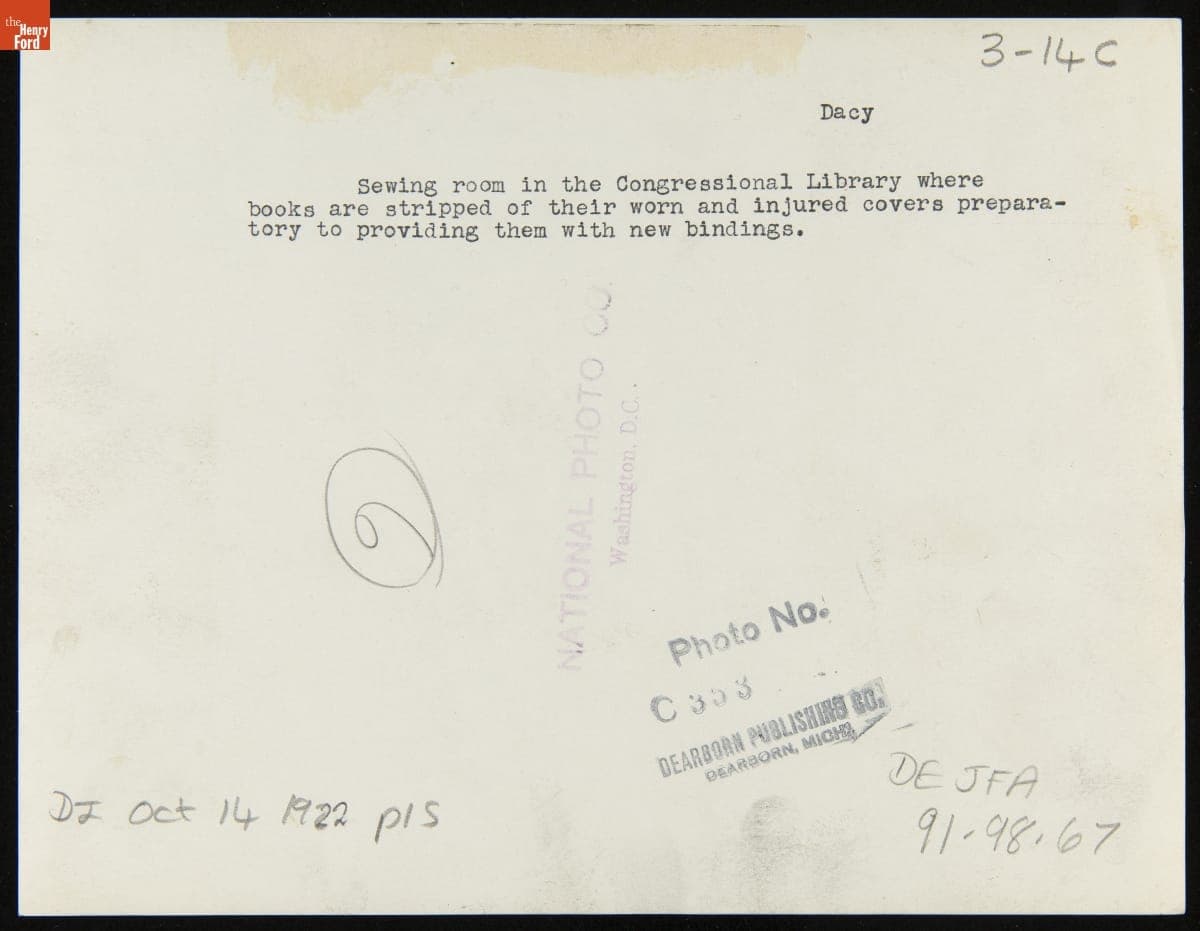 the
Henry
Ford
3-14C
Dacy
Sewing room in the Congressional Library where
books are stripped of their worn and injured covers prepara-
tory to providing them with new bindings.
NATIONAL PHOTO CO.
Washington, D.C.
Photo No.
C 353
DEARBORN PUBLISHING CO.
DEARBORN, MICH.
DI Oct 14 1922 p15
DE JFA
91.98.67